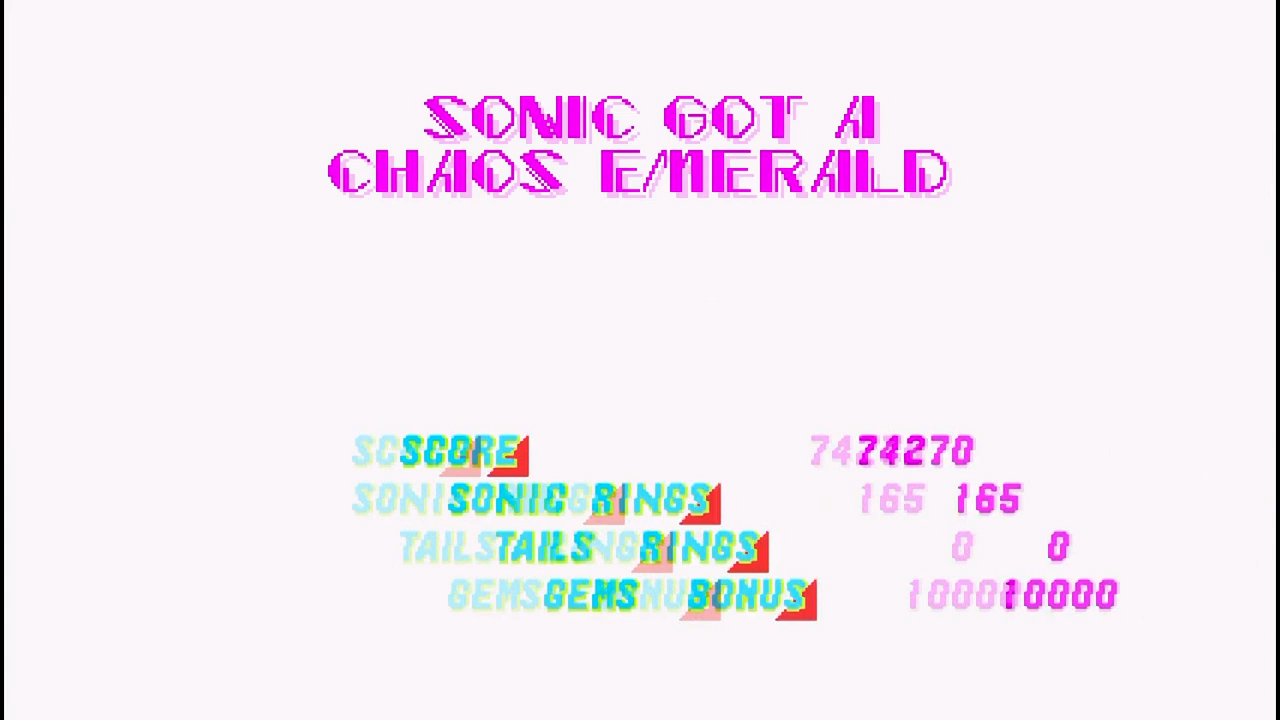 SONIC GOT A
CHAOS EMERALD
SCORE 74270
SONIC RINGS 165
TAILS RINGS 0
GEMS BONUS 10000